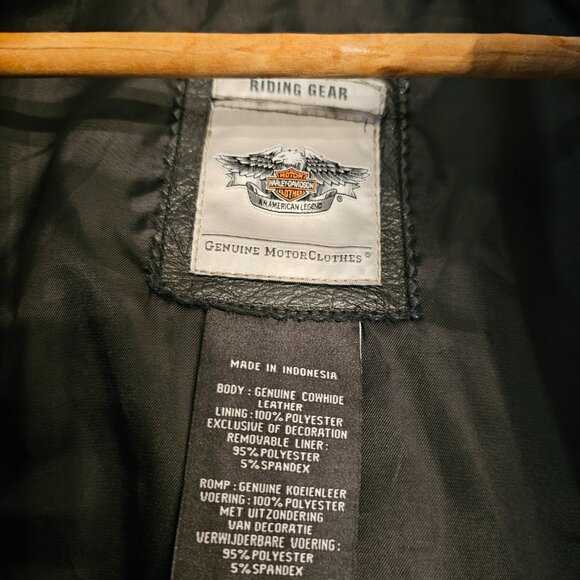 RIDING GEAR
MOTOR
HARLEY-DAVIDSON
CLOTHES
AN AMERICAN LEGEND
®
GENUINE MOTORCLOTHES®
MADE IN INDONESIA
BODY : GENUINE COWHIDE
LEATHER
LINING : 100% POLYESTER
EXCLUSIVE OF DECORATION
REMOVABLE LINER:
95% POLYESTER
5% SPANDEX
ROMP : GENUINE KOEIENLEER
VOERING : 100% POLYESTER
MET UITZONDERING
VAN DECORATIE
VERWIJDERBARE VOERING :
95% POLYESTER
5% SPANDEX